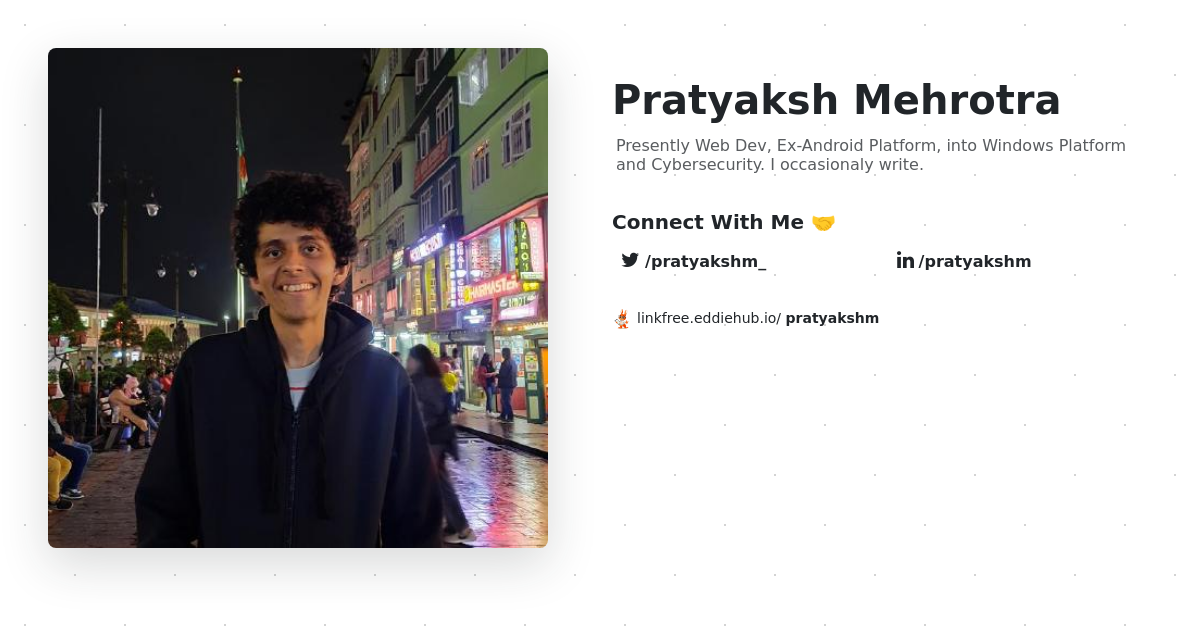 Pratyaksh Mehrotra
Presently Web Dev, Ex-Android Platform, into Windows Platform
and Cybersecurity. I occasionaly write.
Connect With Me 🤝
/pratyakshm_
in /pratyakshm
linkfree.eddiehub.io/ pratyakshm